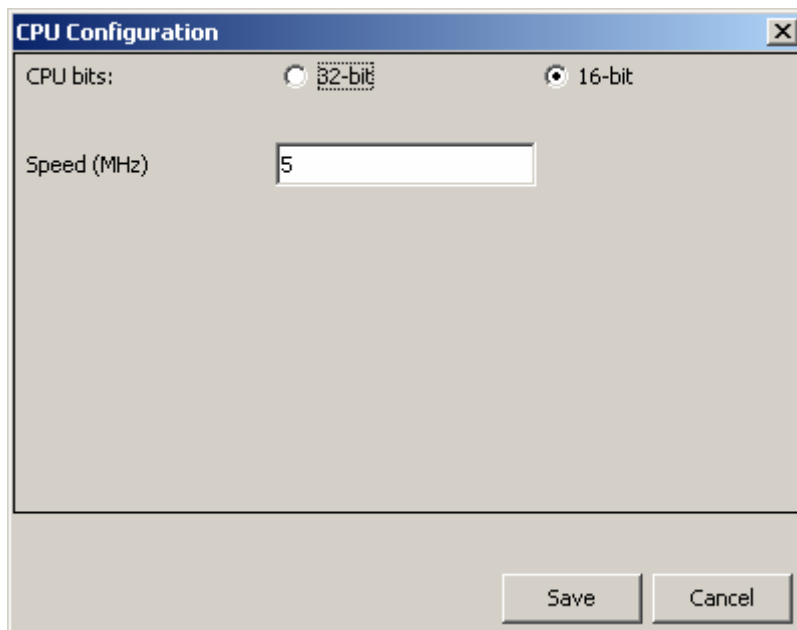 CPU Configuration
CPU bits: 32-bit 16-bit
Speed (MHz) 5
Save Cancel